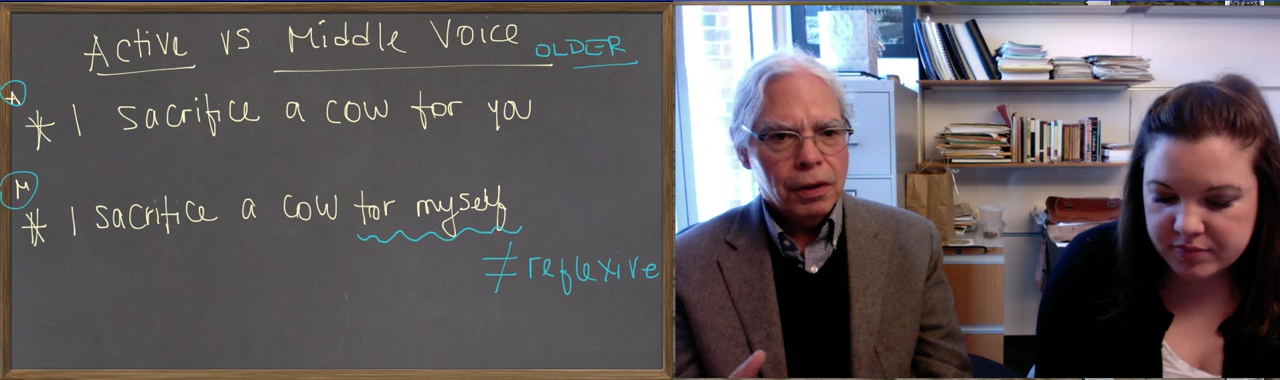 Active vs Middle Voice OLDER
A
* I sacrifice a cow for you
M
* I sacrifice a cow for myself
≠ reflexive